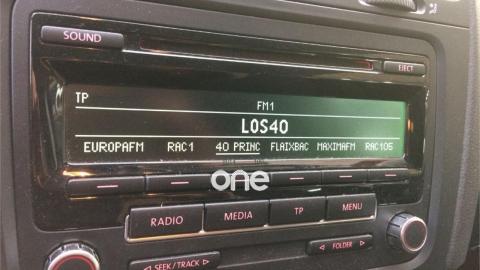 SOUND
EJECT
TP
FM1
LOS40
EUROPAFM RAC1 40 PRINC FLAIXBAC MAXIMAFM RAC105
one
RADIO MEDIA TP MENU
SEEK/TRACK FOLDER